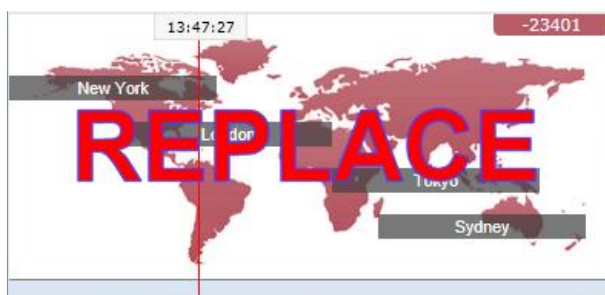 13:47:27
-23401
New York
REPLACE
London
Tokyo
Sydney